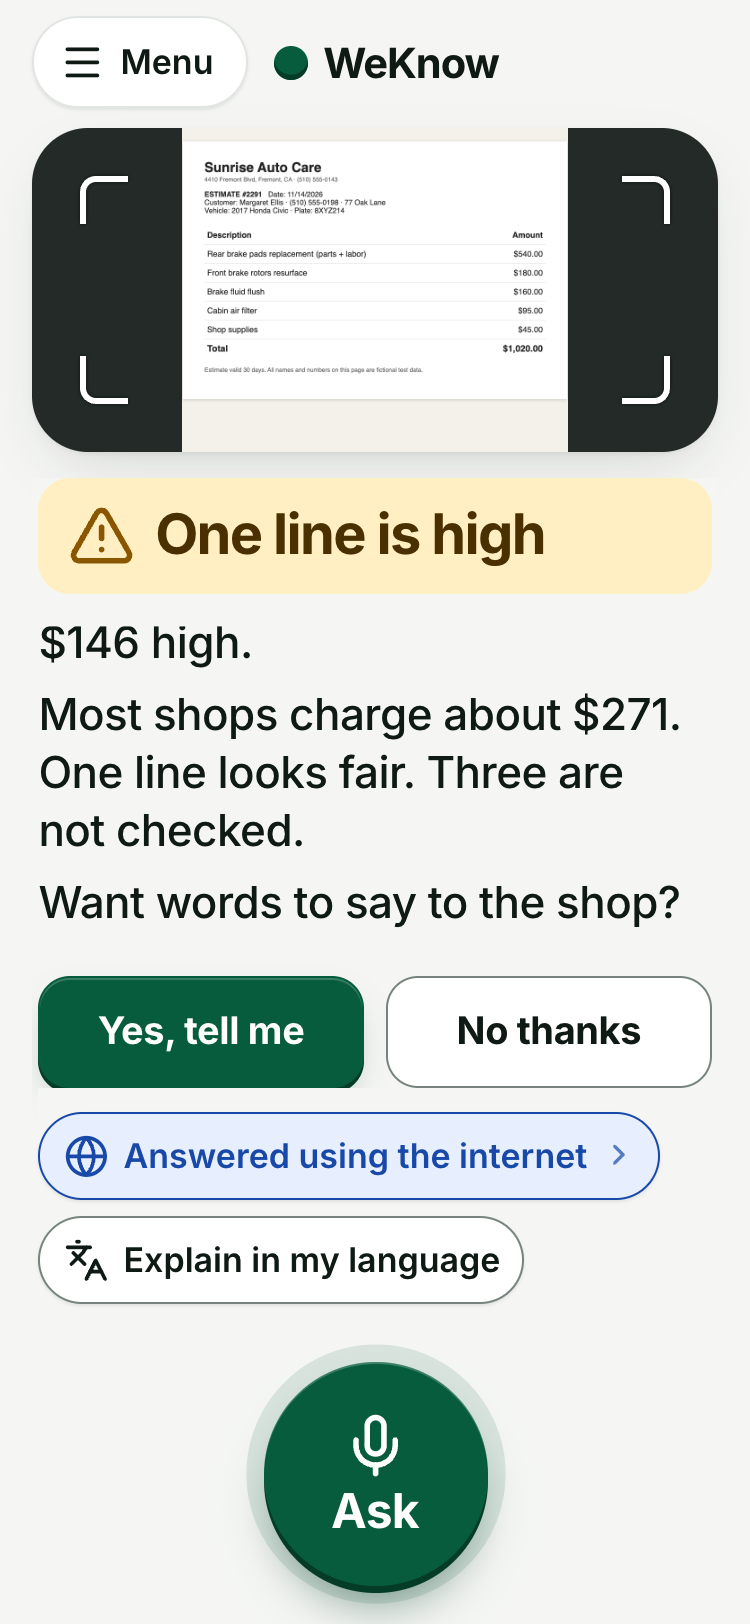 Menu
WeKnow
Sunrise Auto Care
4410 Fremont Blvd, Fremont, CA · (510) 555-0143
ESTIMATE #2291 Date: 11/14/2026
Customer: Margaret Ellis · (510) 555-0198 · 77 Oak Lane
Vehicle: 2017 Honda Civic · Plate: 8XYZ214
Description Amount
Rear brake pads replacement (parts + labor) $540.00
Front brake rotors resurface $180.00
Brake fluid flush $160.00
Cabin air filter $95.00
Shop supplies $45.00
Total $1,020.00
Estimate valid 30 days. All names and numbers on this page are fictional test data.
One line is high
$146 high.
Most shops charge about $271.
One line looks fair. Three are
not checked.
Want words to say to the shop?
Yes, tell me
No thanks
Answered using the internet
Explain in my language
Ask